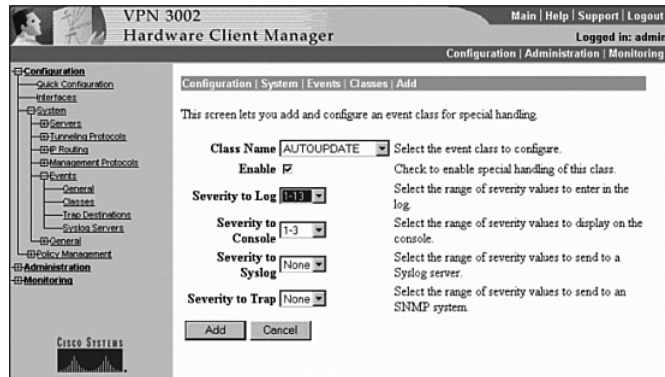 VPN 3002
Hardware Client Manager
Main | Help | Support | Logout
Logged in: admin
Configuration | Administration | Monitoring
Configuration
Quick Configuration
Interfaces
System
Servers
Tunneling Protocols
IP Routing
Management Protocols
Events
General
Classes
Trap Destinations
Syslog Servers
General
Policy Management
Administration
Monitoring
CISCO SYSTEMS
Configuration | System | Events | Classes | Add
This screen lets you add and configure an event class for special handling.
Class Name AUTOUPDATE Select the event class to configure.
Enable Check to enable special handling of this class.
Severity to Log 1-13 Select the range of severity values to enter in the
log.
Severity to
Console 1-3 Select the range of severity values to display on the
console.
Severity to
Syslog None Select the range of severity values to send to a
Syslog server.
Severity to Trap None Select the range of severity values to send to an
SNMP system.
Add Cancel